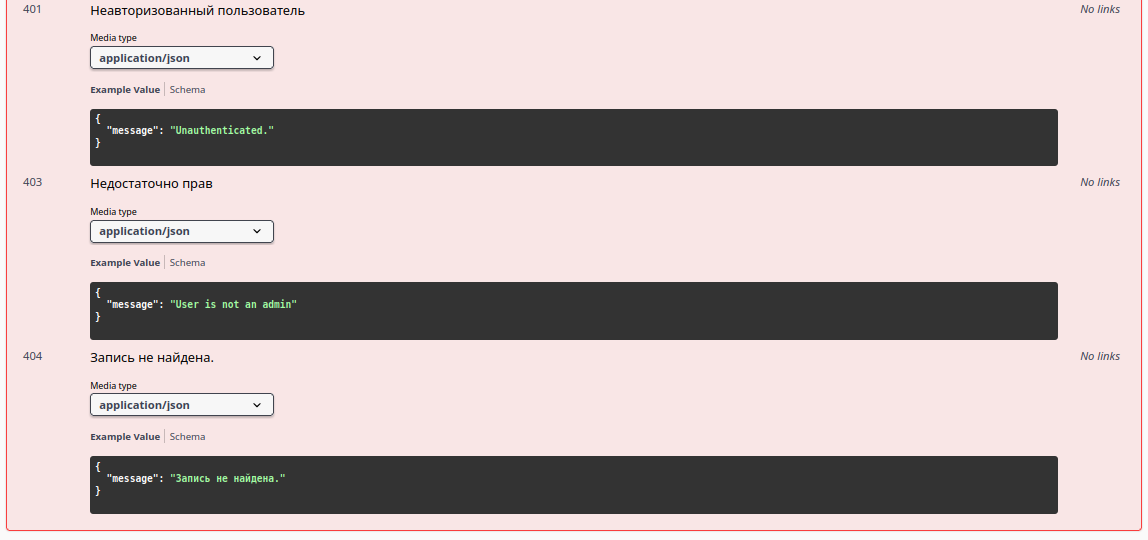 401 Неавторизованный пользователь No links
Media type
application/json
Example Value Schema
{
"message": "Unauthenticated."
}
403 Недостаточно прав No links
Media type
application/json
Example Value Schema
{
"message": "User is not an admin"
}
404 Запись не найдена. No links
Media type
application/json
Example Value Schema
{
"message": "Запись не найдена."
}